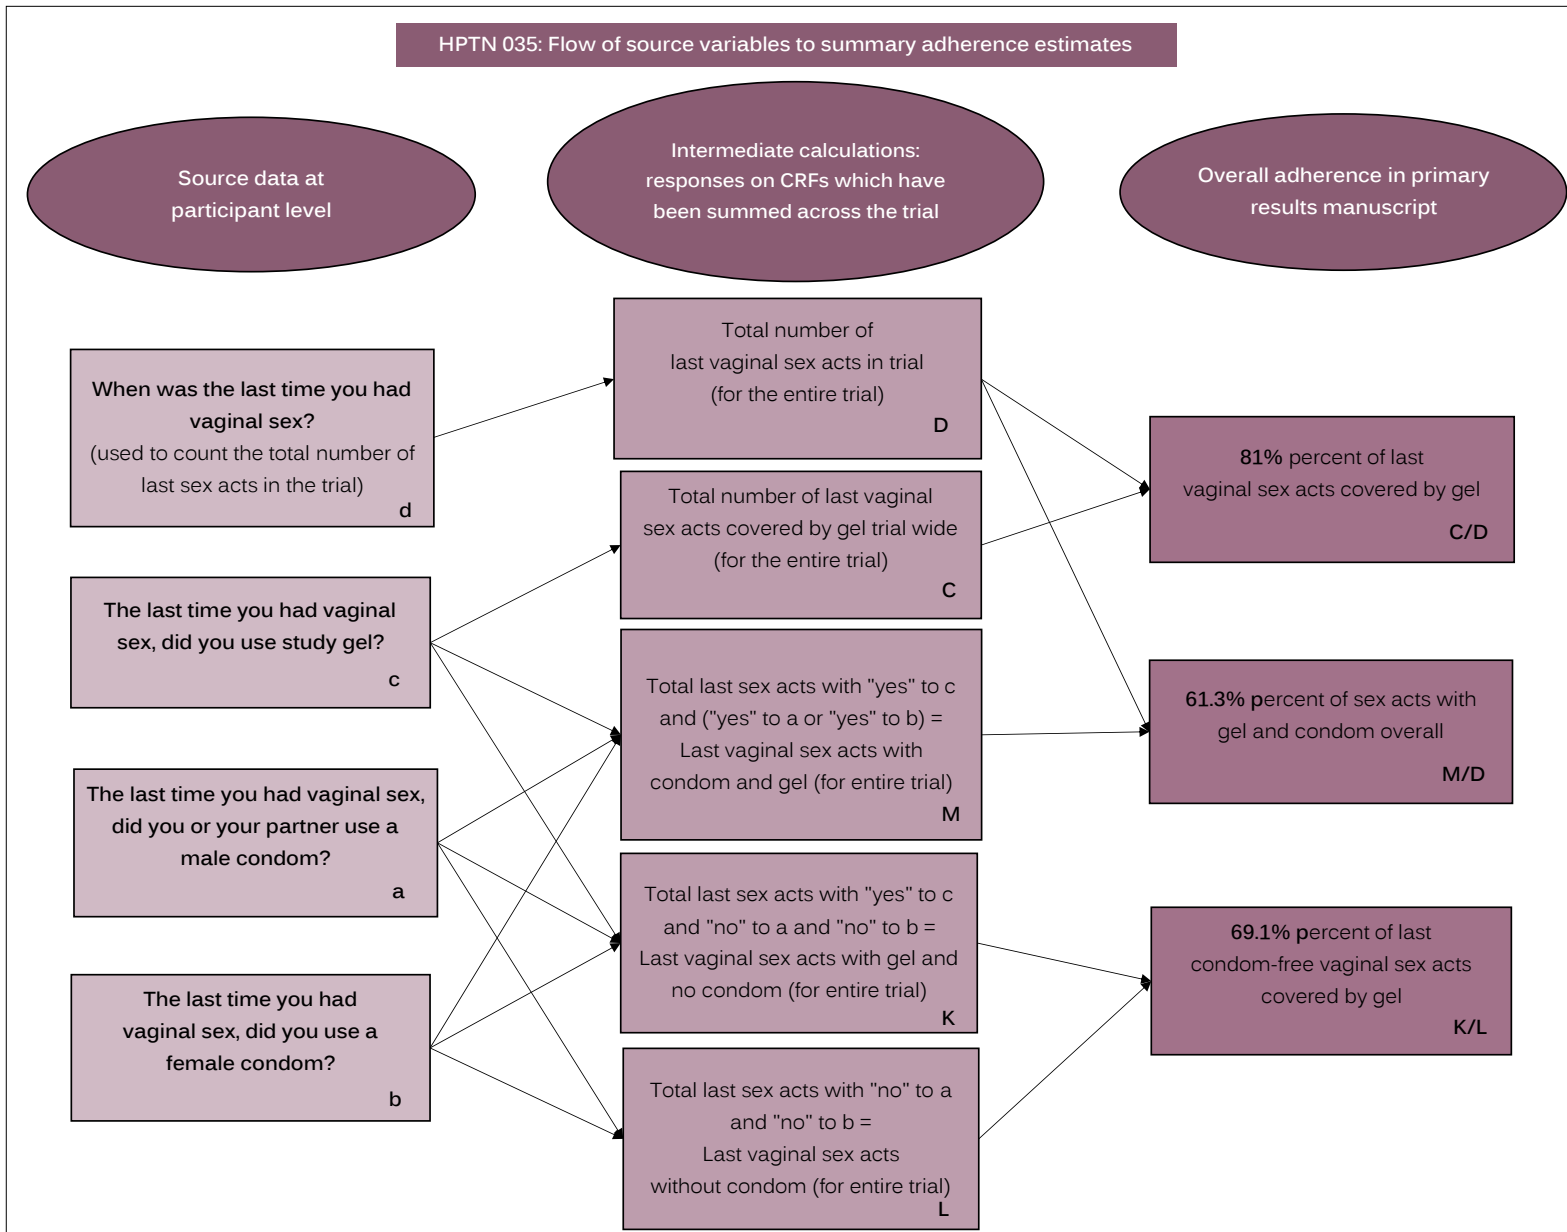 HPTN 035: Flow of source variables to summary adherence estimates
Source data at
participant level
Intermediate calculations:
responses on CRFs which have
been summed across the trial
Overall adherence in primary
results manuscript
When was the last time you had
vaginal sex?
(used to count the total number of
last sex acts in the trial)
d
The last time you had vaginal
sex, did you use study gel?
c
The last time you had vaginal sex,
did you or your partner use a
male condom?
a
The last time you had
vaginal sex, did you use a
female condom?
b
Total number of
last vaginal sex acts in trial
(for the entire trial)
D
Total number of last vaginal
sex acts covered by gel trial wide
(for the entire trial)
C
Total last sex acts with "yes" to c
and ("yes" to a or "yes" to b) =
Last vaginal sex acts with
condom and gel (for entire trial)
M
Total last sex acts with "yes" to c
and "no" to a and "no" to b =
Last vaginal sex acts with gel and
no condom (for entire trial)
K
Total last sex acts with "no" to a
and "no" to b =
Last vaginal sex acts
without condom (for entire trial)
L
81% percent of last
vaginal sex acts covered by gel
C/D
61.3% percent of sex acts with
gel and condom overall
M/D
69.1% percent of last
condom-free vaginal sex acts
covered by gel
K/L